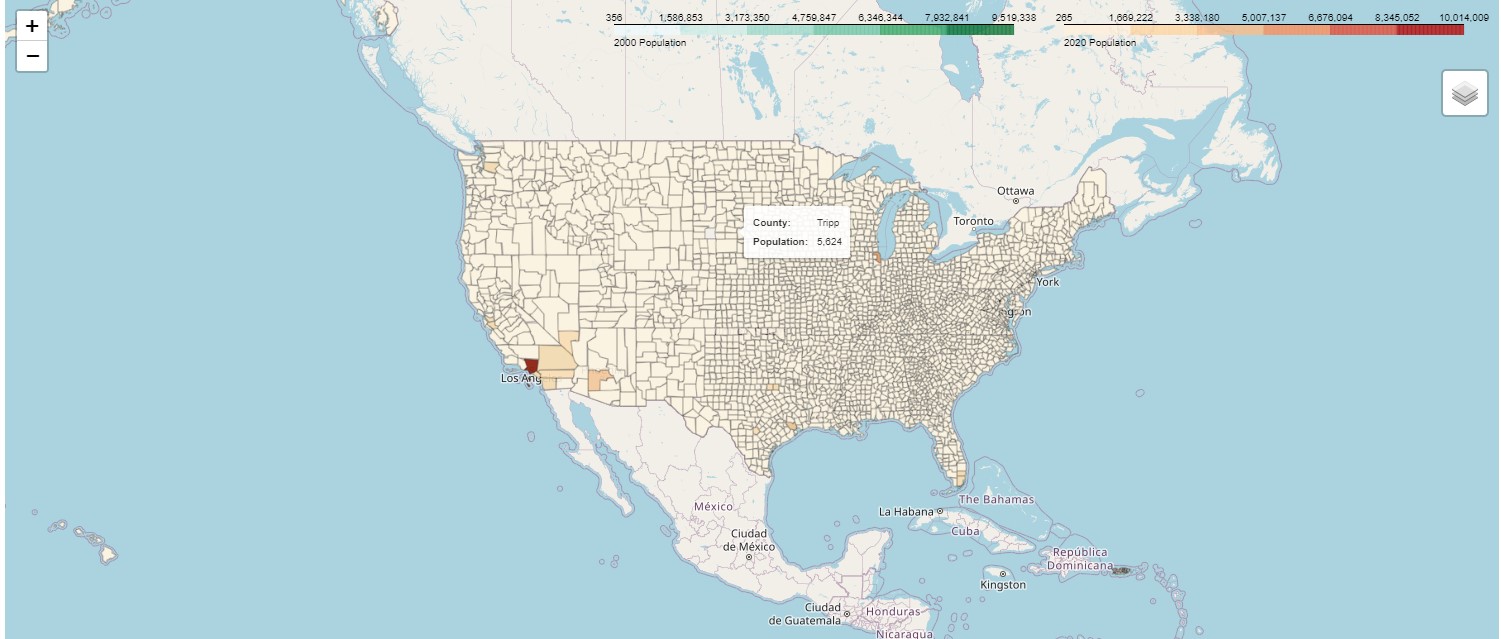 +
−
356 1,586,853 3,173,350 4,759,847 6,346,344 7,932,841 9,519,338
2000 Population
265 1,669,222 3,338,180 5,007,137 6,676,094 8,345,052 10,014,009
2020 Population
Ottawa
Toronto
County: Tripp
Population: 5,624
York
Los Ang
La Habana
The Bahamas
Cuba
México
Ciudad
de México
República
Dominicana
Kingston
Ciudad
de Guatemala
Honduras
Nicaragua